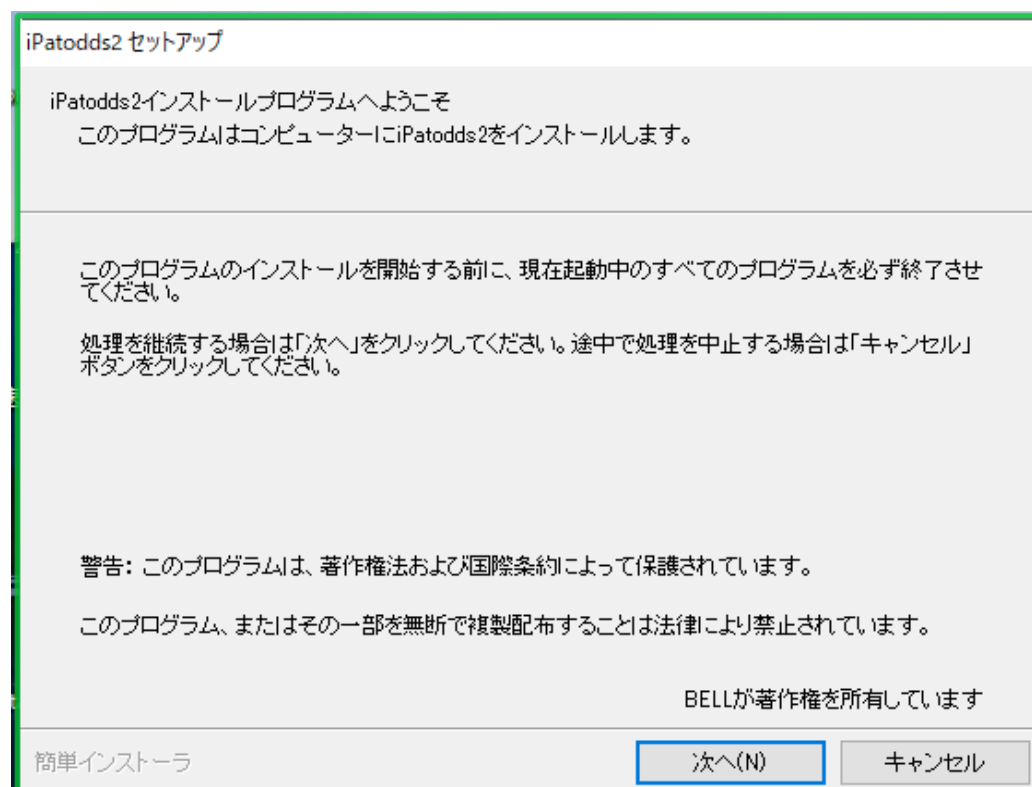 iPatodds2 セットアップ
iPatodds2インストールプログラムへようこそ
このプログラムはコンピューターにiPatodds2をインストールします。
このプログラムのインストールを開始する前に、現在起動中のすべてのプログラムを必ず終了させ
てください。
処理を継続する場合は「次へ」をクリックしてください。途中で処理を中止する場合は「キャンセル」
ボタンをクリックしてください。
警告: このプログラムは、著作権法および国際条約によって保護されています。
このプログラム、またはその一部を無断で複製配布することは法律により禁止されています。
BELLが著作権を所有しています
簡単インストーラ
次へ(N)
キャンセル